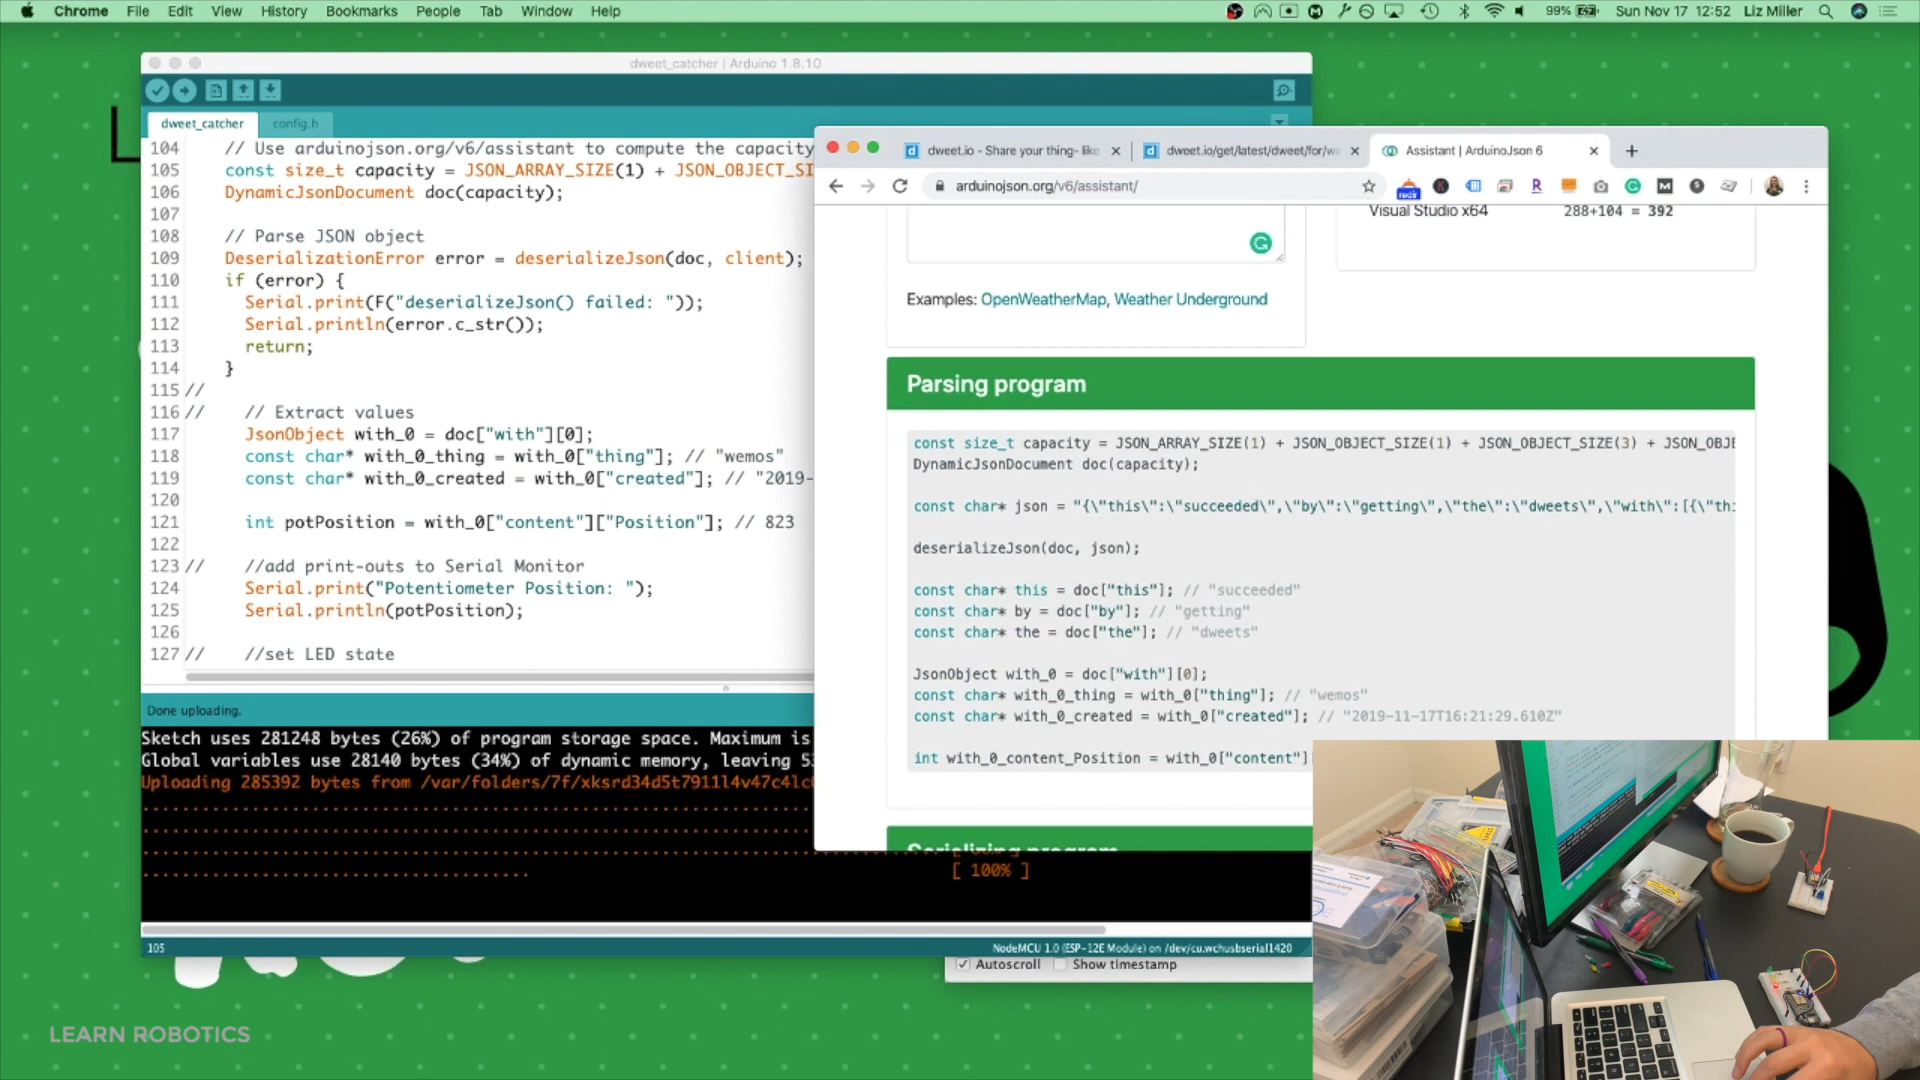 Chrome File Edit View History Bookmarks People Tab Window Help
99% Sun Nov 17 12:52 Liz Miller
dweet_catcher | Arduino 1.8.10
dweet_catcher config.h
104 // Use arduinojson.org/v6/assistant to compute the capacity
105 const size_t capacity = JSON_ARRAY_SIZE(1) + JSON_OBJECT_SI
106 DynamicJsonDocument doc(capacity);
107
108 // Parse JSON object
109 DeserializationError error = deserializeJson(doc, client);
110 if (error) {
111 Serial.print(F("deserializeJson() failed: "));
112 Serial.println(error.c_str());
113 return;
114 }
115 //
116 // // Extract values
117 JsonObject with_0 = doc["with"][0];
118 const char* with_0_thing = with_0["thing"]; // "wemos"
119 const char* with_0_created = with_0["created"]; // "2019-
120
121 int potPosition = with_0["content"]["Position"]; // 823
122
123 // //add print-outs to Serial Monitor
124 Serial.print("Potentiometer Position: ");
125 Serial.println(potPosition);
126
127 // //set LED state
Done uploading.
Sketch uses 281248 bytes (26%) of program storage space. Maximum is
Global variables use 28140 bytes (34%) of dynamic memory, leaving 53
Uploading 285392 bytes from /var/folders/7f/xksrd34d5t7911l4v47c4lc
[ 100% ]
105 NodeMCU 1.0 (ESP-12E Module) on /dev/cu.wchusbserial1420
Autoscroll Show timestamp
dweet.io - Share your thing- like
dweet.io/get/latest/dweet/for/we
Assistant | ArduinoJson 6
arduinojson.org/v6/assistant/
Visual Studio x64 288+104 = 392
Examples: OpenWeatherMap, Weather Underground
Parsing program
const size_t capacity = JSON_ARRAY_SIZE(1) + JSON_OBJECT_SIZE(1) + JSON_OBJECT_SIZE(3) + JSON_OBJE
DynamicJsonDocument doc(capacity);
const char* json = "{\"this\":\"succeeded\",\"by\":\"getting\",\"the\":\"dweets\",\"with\":[{\"thi
deserializeJson(doc, json);
const char* this = doc["this"]; // "succeeded"
const char* by = doc["by"]; // "getting"
const char* the = doc["the"]; // "dweets"
JsonObject with_0 = doc["with"][0];
const char* with_0_thing = with_0["thing"]; // "wemos"
const char* with_0_created = with_0["created"]; // "2019-11-17T16:21:29.610Z"
int with_0_content_Position = with_0["content"]
Serializing program
LEARN ROBOTICS